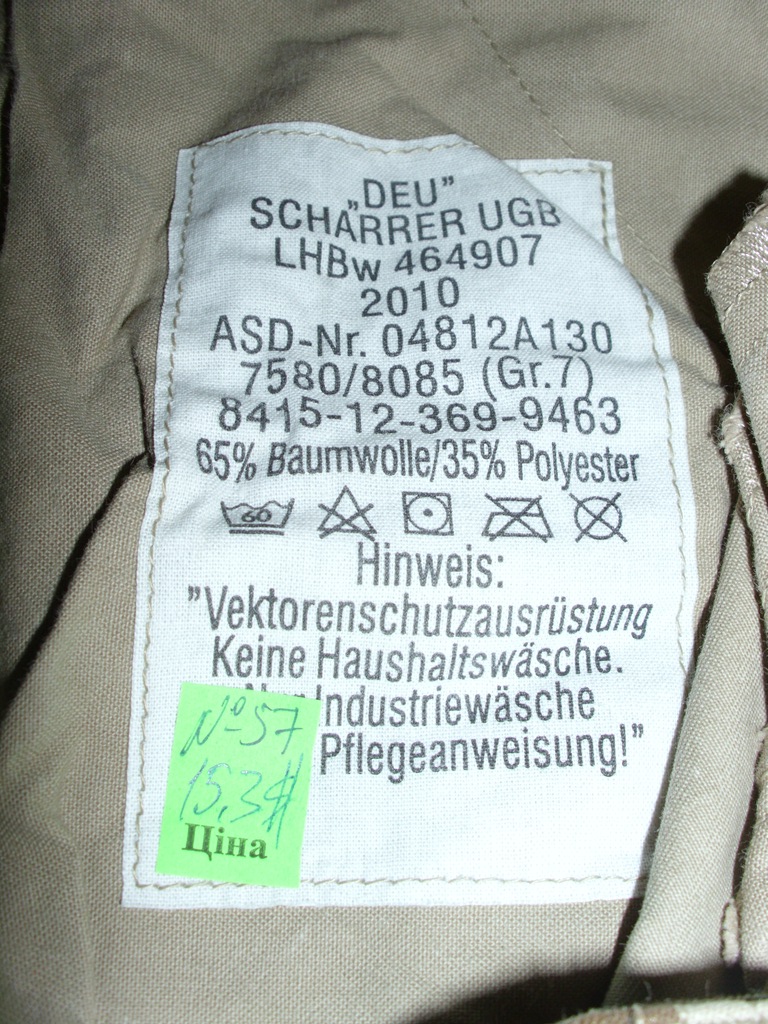 „DEU”
SCHARRER UGB
LHBw 464907
2010
ASD-Nr. 04812A130
7580/8085 (Gr.7)
8415-12-369-9463
65% Baumwolle/35% Polyester
60
Hinweis:
”Vektorenschutzausrüstung
Keine Haushaltswäsche.
Industriewäsche
Pflegeanweisung!”
№57
15,3$
Ціна